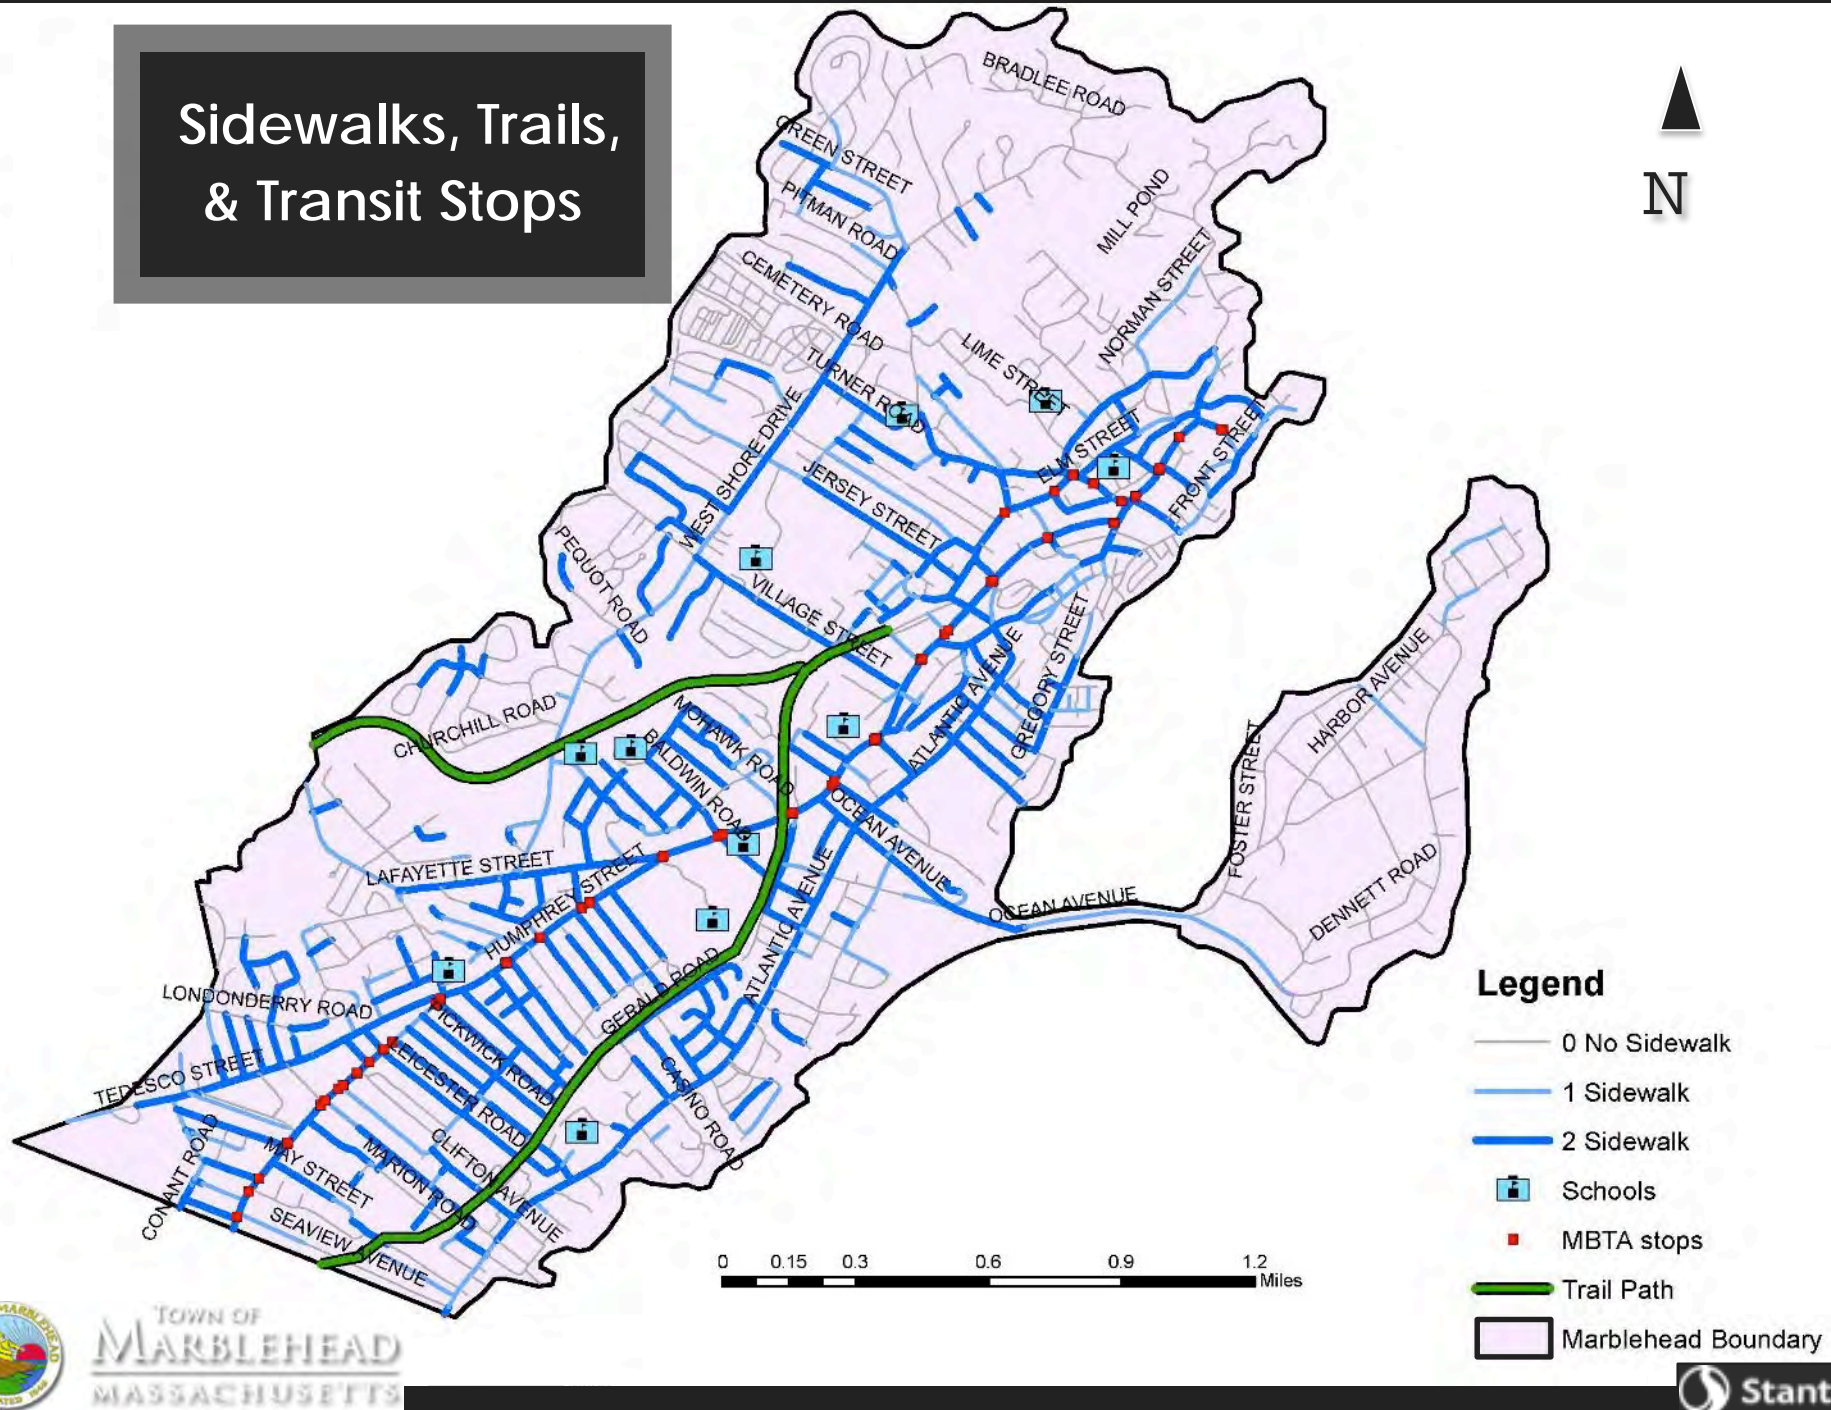 Sidewalks, Trails,
& Transit Stops
N
BRADLEE ROAD
GREEN STREET
PITMAN ROAD
MILL POND
NORMAN STREET
CEMETERY ROAD
LIME STREET
TURNER ROAD
WEST SHORE DRIVE
ELM STREET
FRONT STREET
JERSEY STREET
PEQUOT ROAD
VILLAGE STREET
GREGORY STREET
ATLANTIC AVENUE
CHURCHILL ROAD
MOHAWK ROAD
BALDWIN ROAD
HARBOR AVENUE
FOSTER STREET
OCEAN AVENUE
LAFAYETTE STREET
HUMPHREY STREET
ATLANTIC AVENUE
OCEAN AVENUE
DENNETT ROAD
LONDONDERRY ROAD
GERALD ROAD
PICKWICK ROAD
TEDESCO STREET
LEICESTER ROAD
CASINO ROAD
CONANT ROAD
MAY STREET
MARION ROAD
CLIFTON AVENUE
SEAVIEW AVENUE
Legend
0 No Sidewalk
1 Sidewalk
2 Sidewalk
Schools
MBTA stops
Trail Path
Marblehead Boundary
0 0.15 0.3 0.6 0.9 1.2
Miles
TOWN OF
MARBLEHEAD
MASSACHUSETTS
MARBLEHEAD
Stant